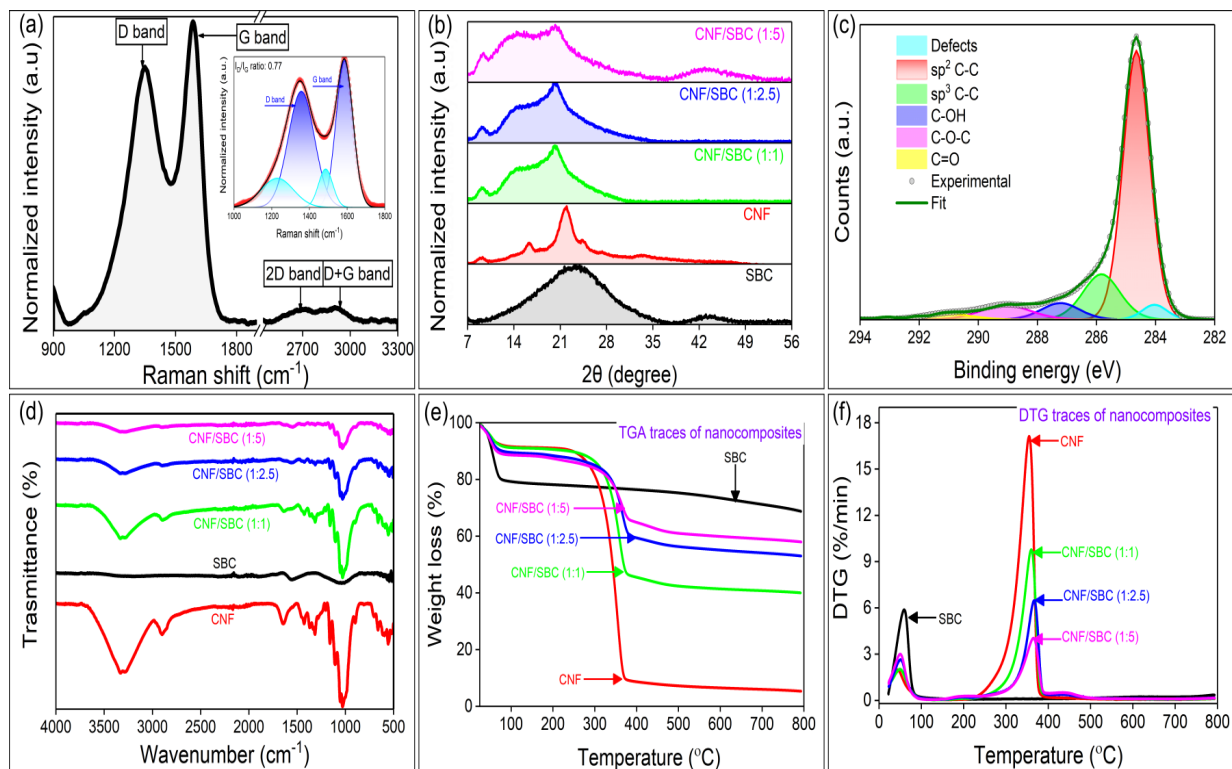 (a)
D band
G band
Normalized intensity (a.u)
2D band
D+G band
900
1200
1500
1800
2700
3000
3300
Raman shift (cm⁻¹)
I_D/I_G ratio: 0.77
D band
G band
Normalized intensity (a.u.)
1000
1200
1400
1600
1800
Raman shift (cm⁻¹)
(b)
CNF/SBC (1:5)
CNF/SBC (1:2.5)
CNF/SBC (1:1)
CNF
SBC
Normalized intensity (a.u)
7
14
21
28
35
42
49
56
2θ (degree)
(c)
Defects
sp² C-C
sp³ C-C
C-OH
C-O-C
C=O
Experimental
Fit
Counts (a.u.)
294
292
290
288
286
284
282
Binding energy (eV)
(d)
CNF/SBC (1:5)
CNF/SBC (1:2.5)
CNF/SBC (1:1)
SBC
CNF
Trasmittance (%)
4000
3500
3000
2500
2000
1500
1000
500
Wavenumber (cm⁻¹)
(e)
TGA traces of nanocomposites
SBC
CNF/SBC (1:5)
CNF/SBC (1:2.5)
CNF/SBC (1:1)
CNF
Weight loss (%)
100
80
60
40
20
0
100
200
300
400
500
600
700
800
Temperature (ºC)
(f)
DTG traces of nanocomposites
CNF
CNF/SBC (1:1)
CNF/SBC (1:2.5)
CNF/SBC (1:5)
SBC
DTG (%/min)
18
15
12
9
6
3
0
0
200
400
600
800
Temperature (ºC)